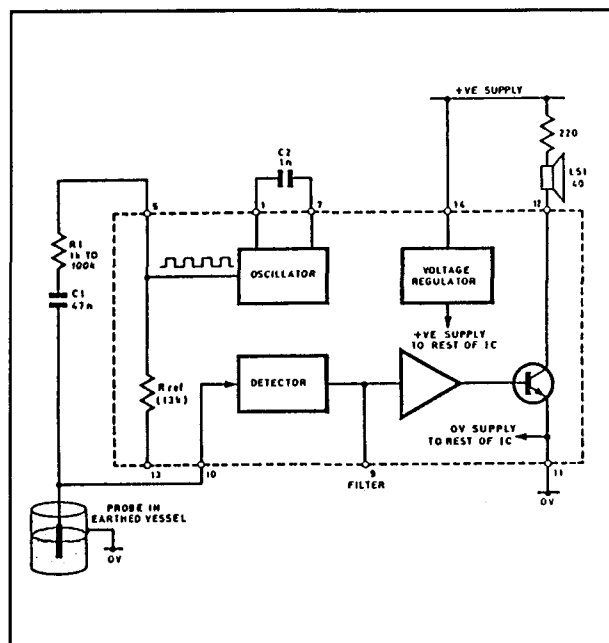 +VE SUPPLY
220
LS1
40
C2
1n
5
1
7
14
12
R1
1k TO
100k
C1
47n
OSCILLATOR
VOLTAGE
REGULATOR
+VE SUPPLY
TO REST OF IC
Rref
(13k)
DETECTOR
0V SUPPLY
TO REST OF IC
13
10
9
11
FILTER
0V
PROBE IN
EARTHED VESSEL
0V